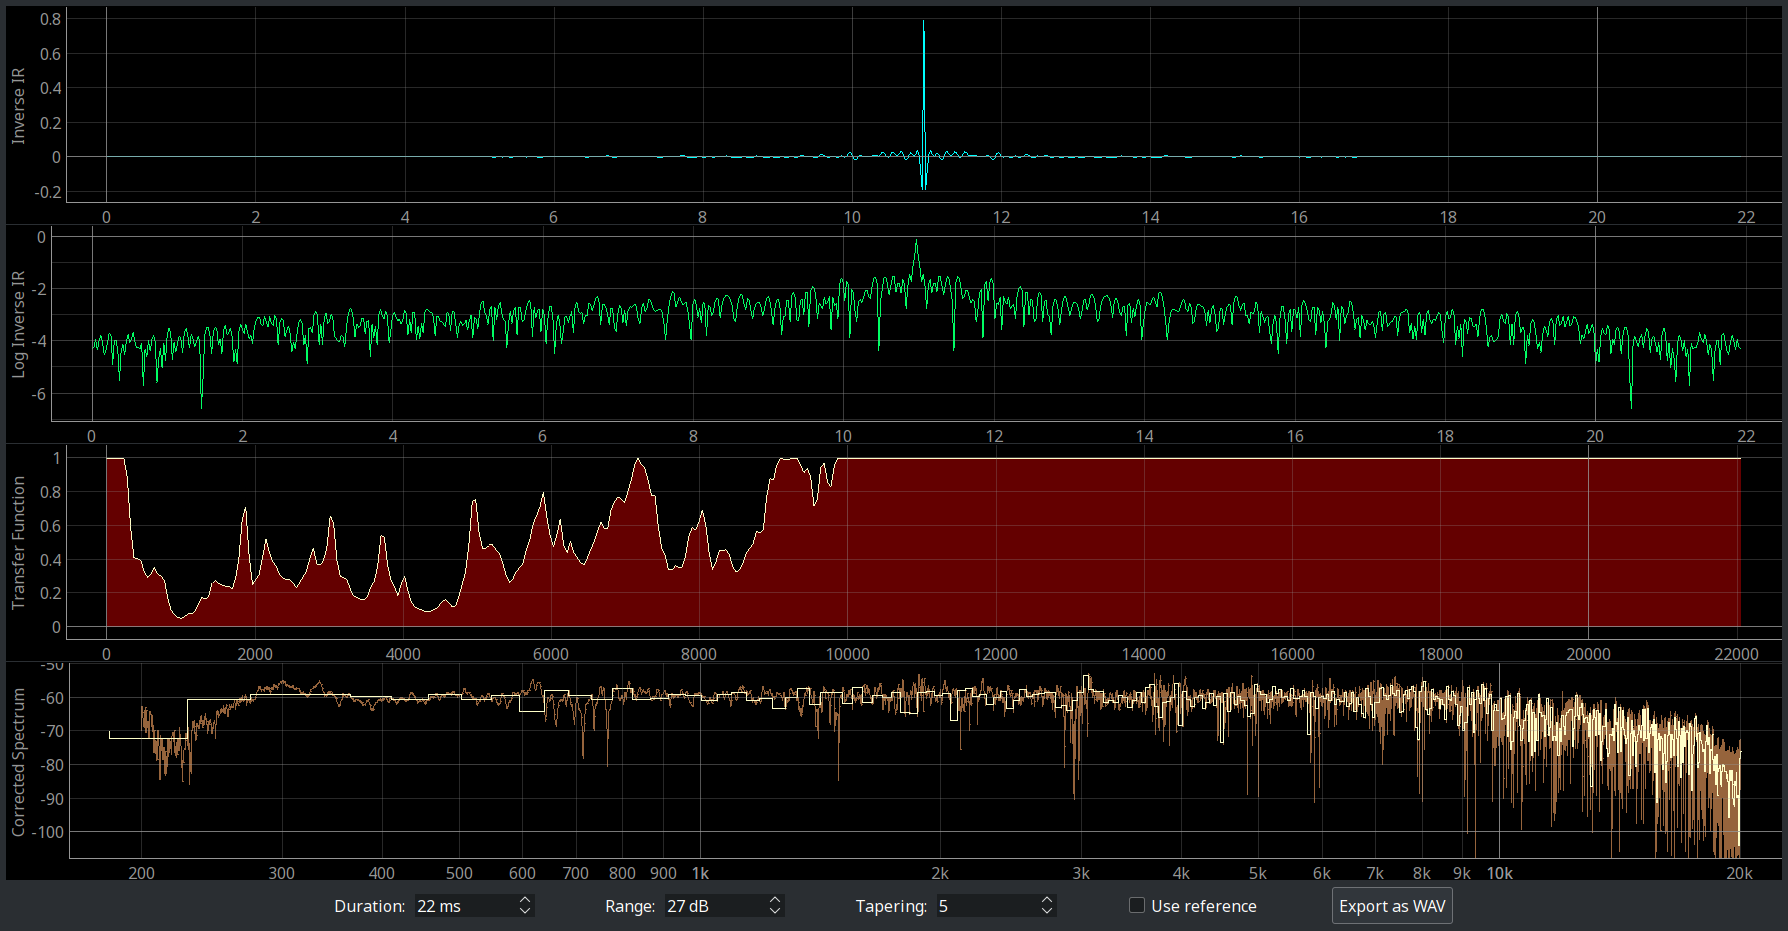 Inverse IR
0.8
0.6
0.4
0.2
0
-0.2
0 2 4 6 8 10 12 14 16 18 20 22
Log Inverse IR
0
-2
-4
-6
0 2 4 6 8 10 12 14 16 18 20 22
Transfer Function
1
0.8
0.6
0.4
0.2
0
0 2000 4000 6000 8000 10000 12000 14000 16000 18000 20000 22000
Corrected Spectrum
-50
-60
-70
-80
-90
-100
200 300 400 500 600 700 800 900 1k 2k 3k 4k 5k 6k 7k 8k 9k 10k 20k
Duration: 22 ms Range: 27 dB Tapering: 5 Use reference Export as WAV